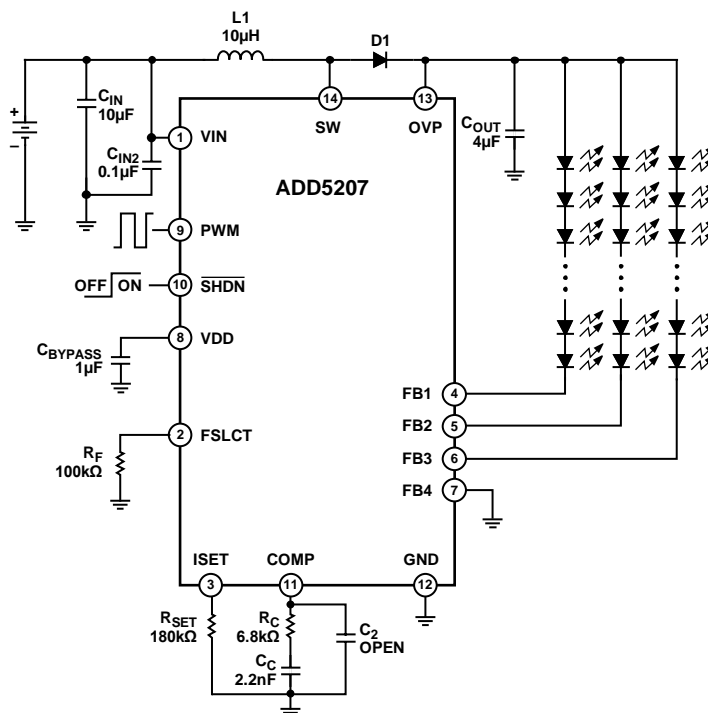 L1
10µH
D1
+
–
CIN
10µF
CIN2
0.1µF
1
VIN
14
SW
13
OVP
COUT
4µF
ADD5207
9
PWM
OFF ON
10
SHDN
CBYPASS
1µF
8
VDD
2
FSLCT
RF
100kΩ
FB1
4
FB2
5
FB3
6
FB4
7
ISET
3
COMP
11
GND
12
RSET
180kΩ
RC
6.8kΩ
CC
2.2nF
C2
OPEN